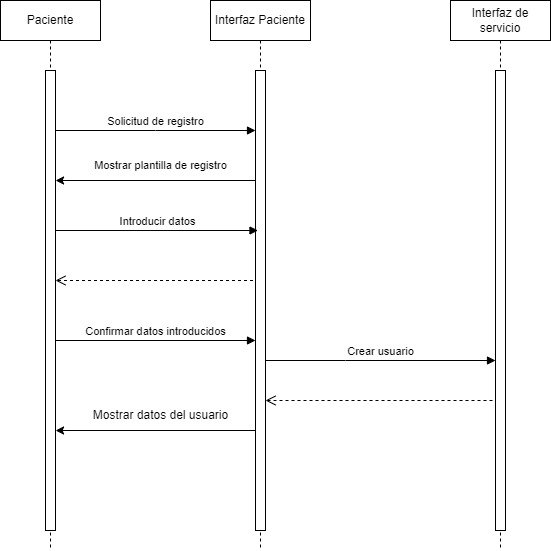 Paciente
Interfaz Paciente
Interfaz de
servicio
Solicitud de registro
Mostrar plantilla de registro
Introducir datos
Confirmar datos introducidos
Crear usuario
Mostrar datos del usuario